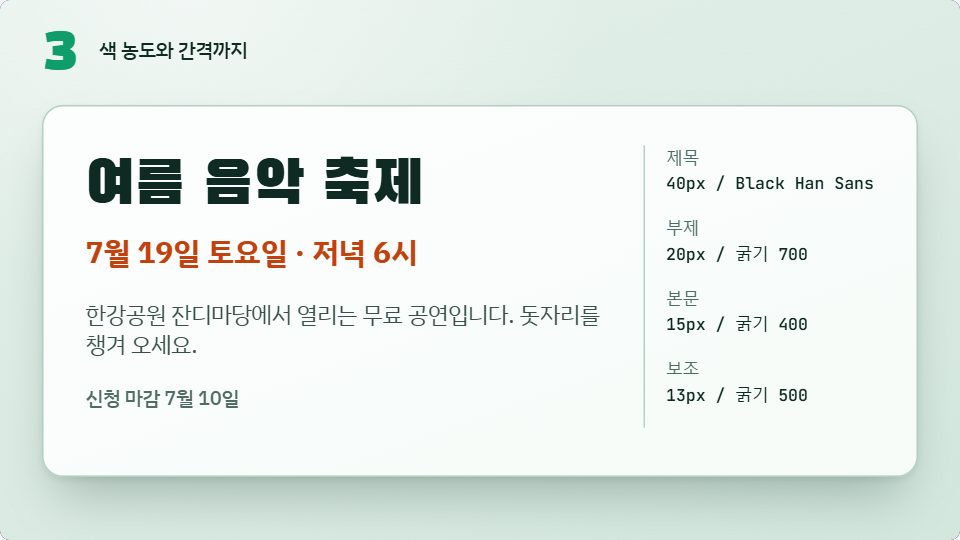 3
색 농도와 간격까지
여름 음악 축제
7월 19일 토요일 · 저녁 6시
한강공원 잔디마당에서 열리는 무료 공연입니다. 돗자리를
챙겨 오세요.
신청 마감 7월 10일
제목
40px / Black Han Sans
부제
20px / 굵기 700
본문
15px / 굵기 400
보조
13px / 굵기 500